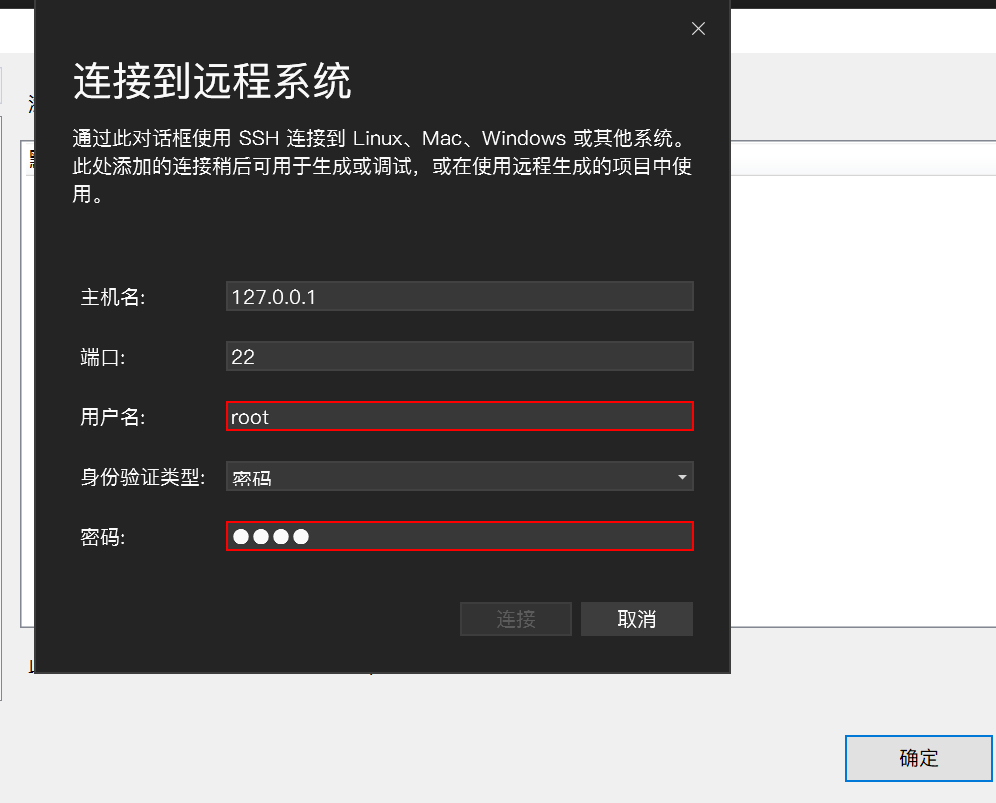 连接到远程系统
通过此对话框使用 SSH 连接到 Linux、Mac、Windows 或其他系统。
此处添加的连接稍后可用于生成或调试，或在使用远程生成的项目中使
用。
主机名:
127.0.0.1
端口:
22
用户名:
root
身份验证类型:
密码
密码:
连接
取消
确定